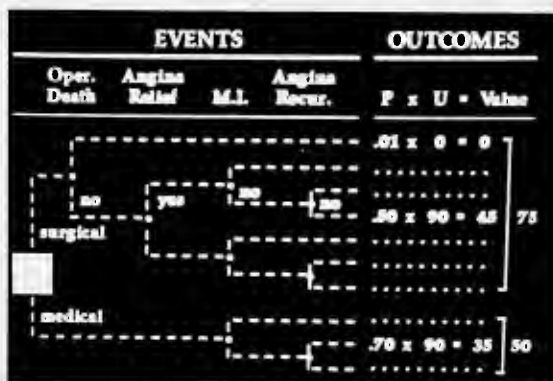 EVENTS OUTCOMES
Oper. Death Angina Relief M.I. Angina Recur. P x U = Value
.01 x 0 = 0
no yes no no
.50 x 90 = 45 75
surgical
medical
.70 x 90 = 35 50